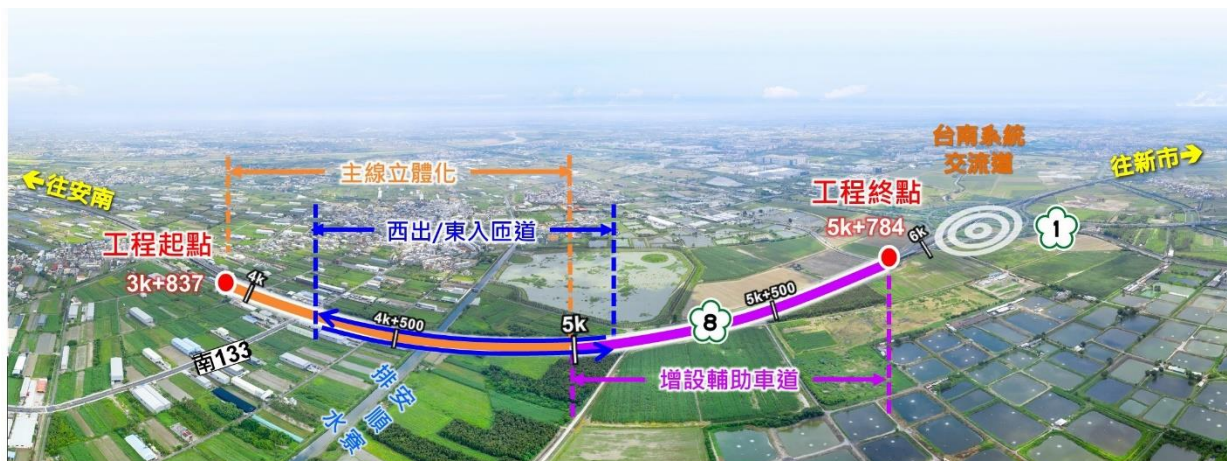 台南系統
交流道
往新市
往安南
主線立體化
工程終點
5k+784
西出/東入匝道
6k
1
工程起點
3k+837
4k
5k+500
4k+500
5k
8
南133
增設輔助車道
安順寮
排水